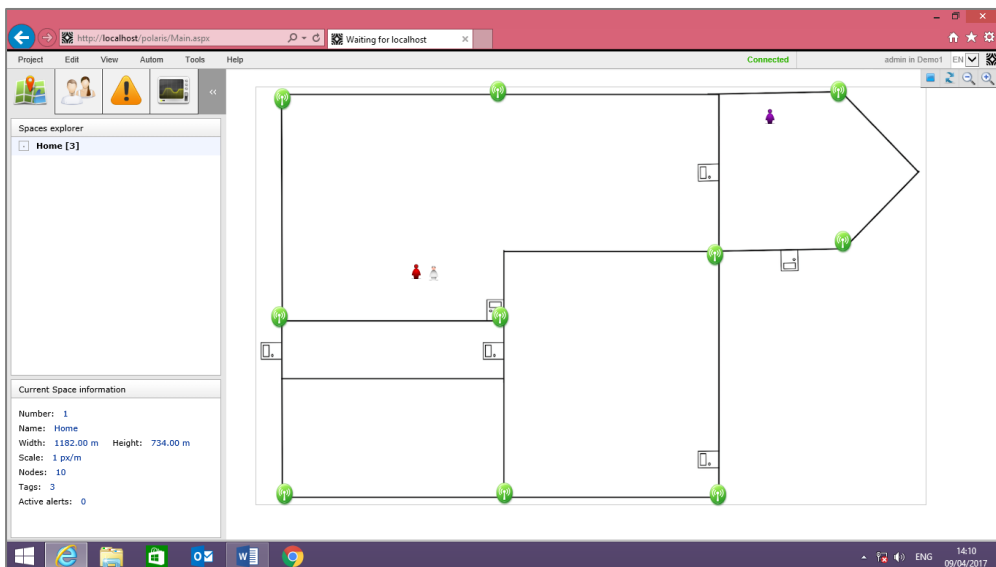 http://localhost/polaris/Main.aspx
Waiting for localhost
Project Edit View Autom Tools Help Connected admin in Demo1 EN
Spaces explorer
Home [3]
Current Space information
Number: 1
Name: Home
Width: 1182.00 m Height: 734.00 m
Scale: 1 px/m
Nodes: 10
Tags: 3
Active alerts: 0
ENG 14:10
09/04/2017